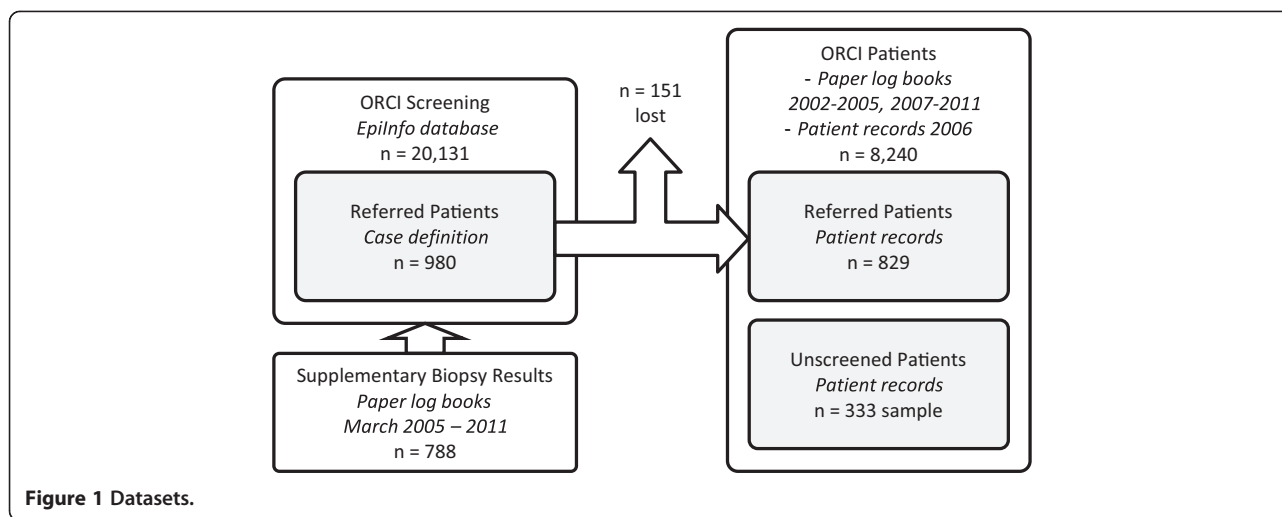 ORCI Screening
EpiInfo database
n = 20,131
Referred Patients
Case definition
n = 980
Supplementary Biopsy Results
Paper log books
March 2005 – 2011
n = 788
n = 151
lost
ORCI Patients
- Paper log books
2002-2005, 2007-2011
- Patient records 2006
n = 8,240
Referred Patients
Patient records
n = 829
Unscreened Patients
Patient records
n = 333 sample
Figure 1 Datasets.